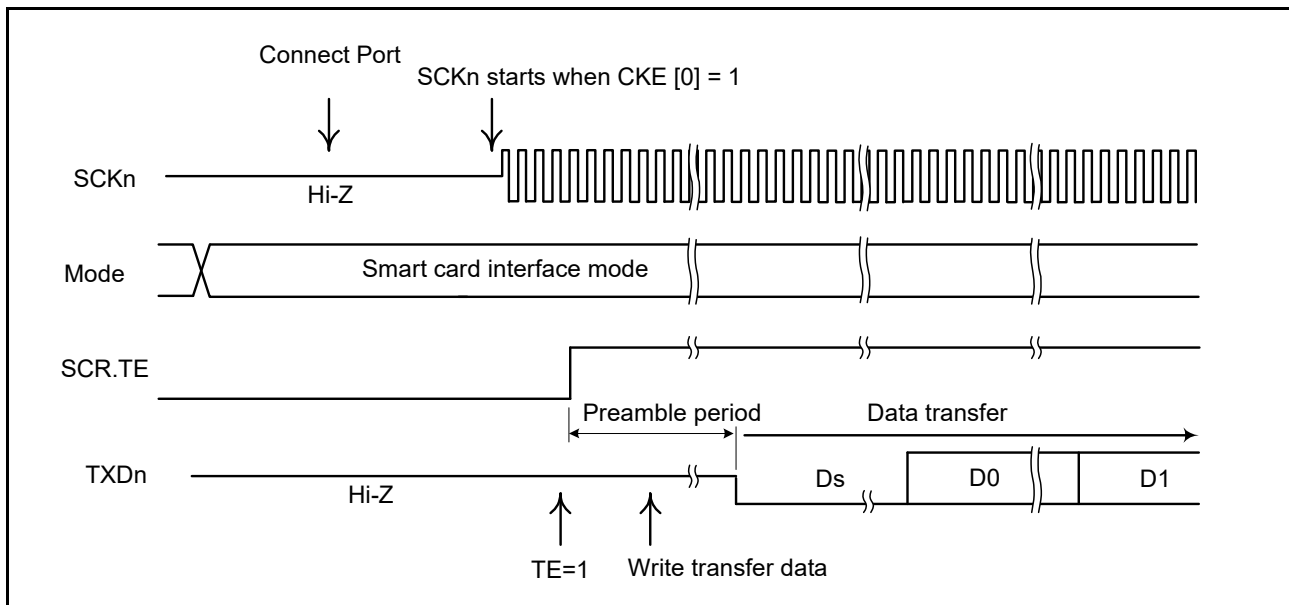 Connect Port
SCKn starts when CKE [0] = 1
SCKn
Hi-Z
Mode
Smart card interface mode
SCR.TE
Preamble period
Data transfer
TXDn
Hi-Z
Ds
D0
D1
TE=1
Write transfer data